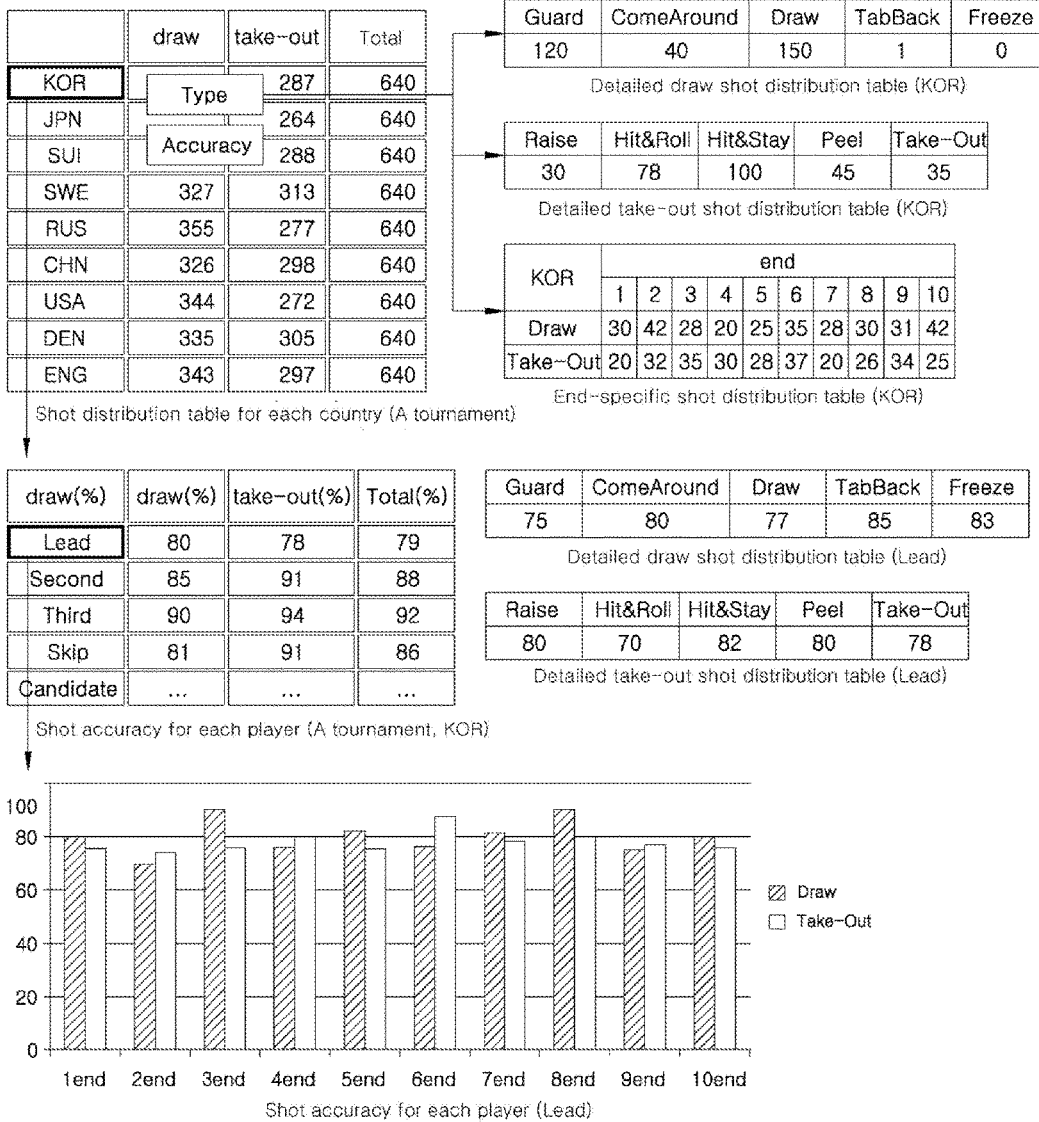 draw take-out Total
KOR 287 640
Type
JPN 264 640
Accuracy
SUI 288 640
SWE 327 313 640
RUS 355 277 640
CHN 326 298 640
USA 344 272 640
DEN 335 305 640
ENG 343 297 640
Shot distribution table for each country (A tournament)
Guard ComeAround Draw TabBack Freeze
120 40 150 1 0
Detailed draw shot distribution table (KOR)
Raise Hit&Roll Hit&Stay Peel Take-Out
30 78 100 45 35
Detailed take-out shot distribution table (KOR)
KOR end
1 2 3 4 5 6 7 8 9 10
Draw 30 42 28 20 25 35 28 30 31 42
Take-Out 20 32 35 30 28 37 20 26 34 25
End-specific shot distribution table (KOR)
draw(%) draw(%) take-out(%) Total(%)
Lead 80 78 79
Second 85 91 88
Third 90 94 92
Skip 81 91 86
Candidate ... ... ...
Shot accuracy for each player (A tournament, KOR)
Guard ComeAround Draw TabBack Freeze
75 80 77 85 83
Detailed draw shot distribution table (Lead)
Raise Hit&Roll Hit&Stay Peel Take-Out
80 70 82 80 78
Detailed take-out shot distribution table (Lead)
100
80
60
40
20
0
1end 2end 3end 4end 5end 6end 7end 8end 9end 10end
Draw
Take-Out
Shot accuracy for each player (Lead)